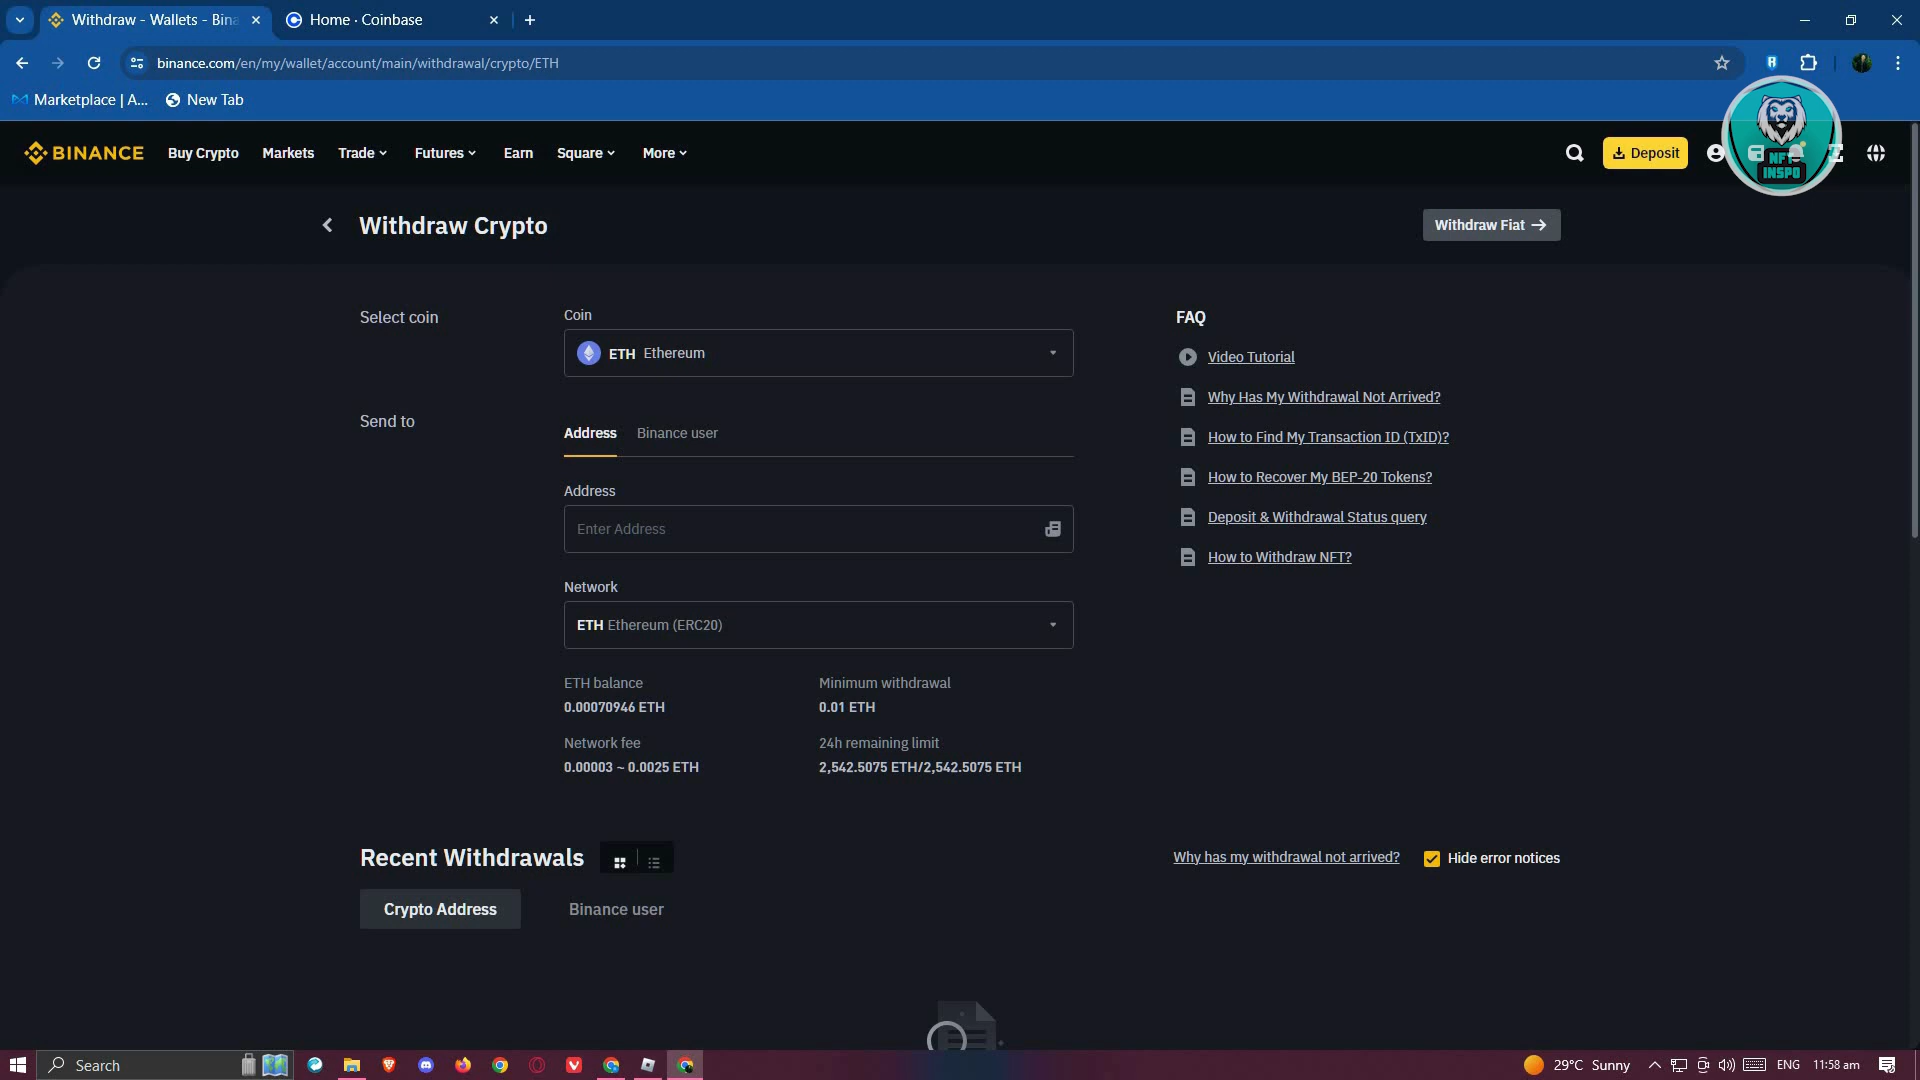 Withdraw - Wallets - Bina
Home · Coinbase
binance.com/en/my/wallet/account/main/withdrawal/crypto/ETH
Marketplace | A...
New Tab
BINANCE
Buy Crypto
Markets
Trade
Futures
Earn
Square
More
Deposit
NFT
INSPO
Withdraw Crypto
Withdraw Fiat
Select coin
Coin
ETH Ethereum
Send to
Address
Binance user
Address
Enter Address
Network
ETH Ethereum (ERC20)
ETH balance
0.00070946 ETH
Minimum withdrawal
0.01 ETH
Network fee
0.00003 ~ 0.0025 ETH
24h remaining limit
2,542.5075 ETH/2,542.5075 ETH
FAQ
Video Tutorial
Why Has My Withdrawal Not Arrived?
How to Find My Transaction ID (TxID)?
How to Recover My BEP-20 Tokens?
Deposit & Withdrawal Status query
How to Withdraw NFT?
Recent Withdrawals
Why has my withdrawal not arrived?
Hide error notices
Crypto Address
Binance user
Search
29°C Sunny
ENG
11:58 am